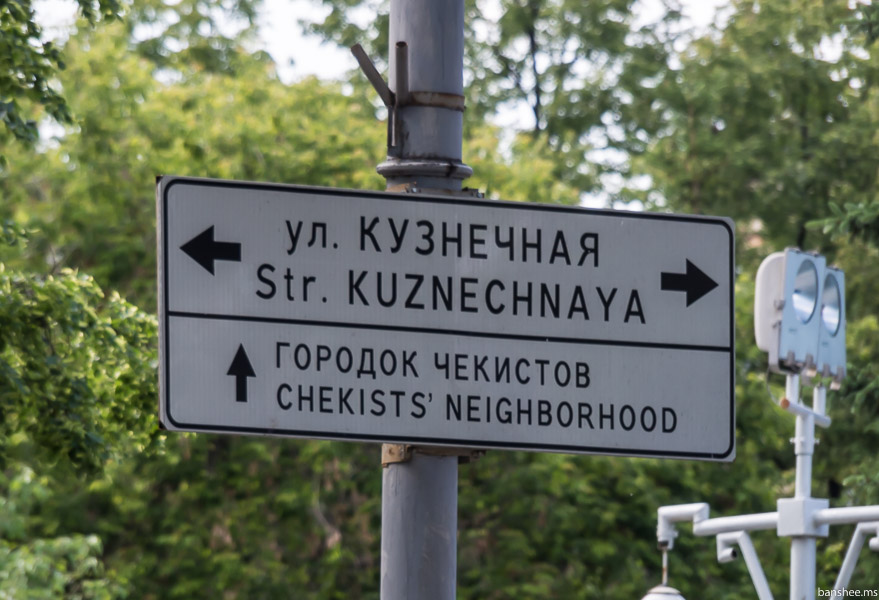 ул. КУЗНЕЧНАЯ
Str. KUZNECHNAYA
ГОРОДОК ЧЕКИСТОВ
CHEKISTS' NEIGHBORHOOD
banshee.ms